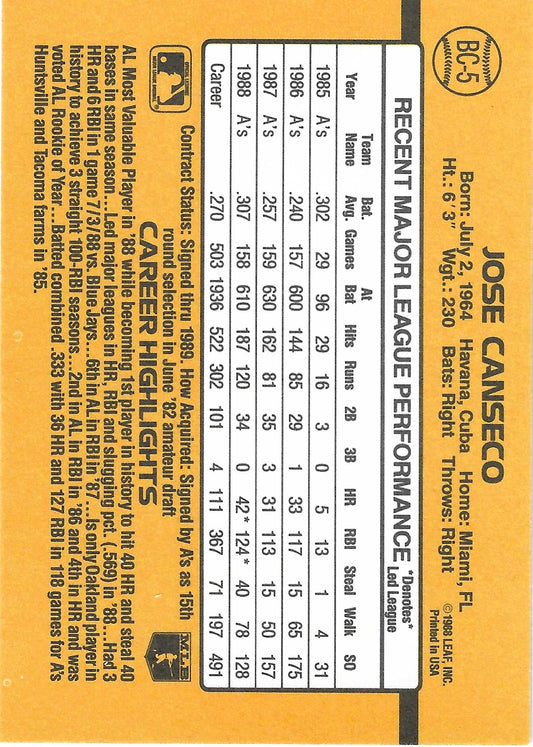 BC-5
JOSE CANSECO
Born: July 2, 1964 Havana, Cuba Home: Miami, FL
Ht.: 6'3" Wgt.: 230 Bats: Right Throws: Right
©1988 LEAF, INC.
Printed in USA
RECENT MAJOR LEAGUE PERFORMANCE *Denotes* Led League
Year Team Name Bat. Avg. Games At Bat Hits Runs 2B 3B HR RBI Steal Walk SO
1985 A's .302 29 96 29 16 3 0 5 13 1 4 31
1986 A's .240 157 600 144 85 29 1 33 117 15 65 175
1987 A's .257 159 630 162 81 35 3 31 113 15 50 157
1988 A's .307 158 610 187 120 34 0 42* 124* 40 78 128
Career .270 503 1936 522 302 101 4 111 367 71 197 491
Contract Status: Signed thru 1989. How Acquired: Signed by A's as 15th
round selection in June '82 amateur draft
CAREER HIGHLIGHTS
MLB
AL Most Valuable Player in '88 while becoming 1st player in history to hit 40 HR and steal 40
bases in same season...Led major leagues in HR, RBI and slugging pct. (.569) in '88...Had 3
HR and 6 RBI in 1 game 7/3/88 vs. Blue Jays...6th in AL in RBI in '87...Is only Oakland player in
history to achieve 3 straight 100-RBI seasons...2nd in AL in RBI in '86 and 4th in HR and was
voted AL Rookie of Year...Batted combined .333 with 36 HR and 127 RBI in 118 games for A's
Huntsville and Tacoma farms in '85.